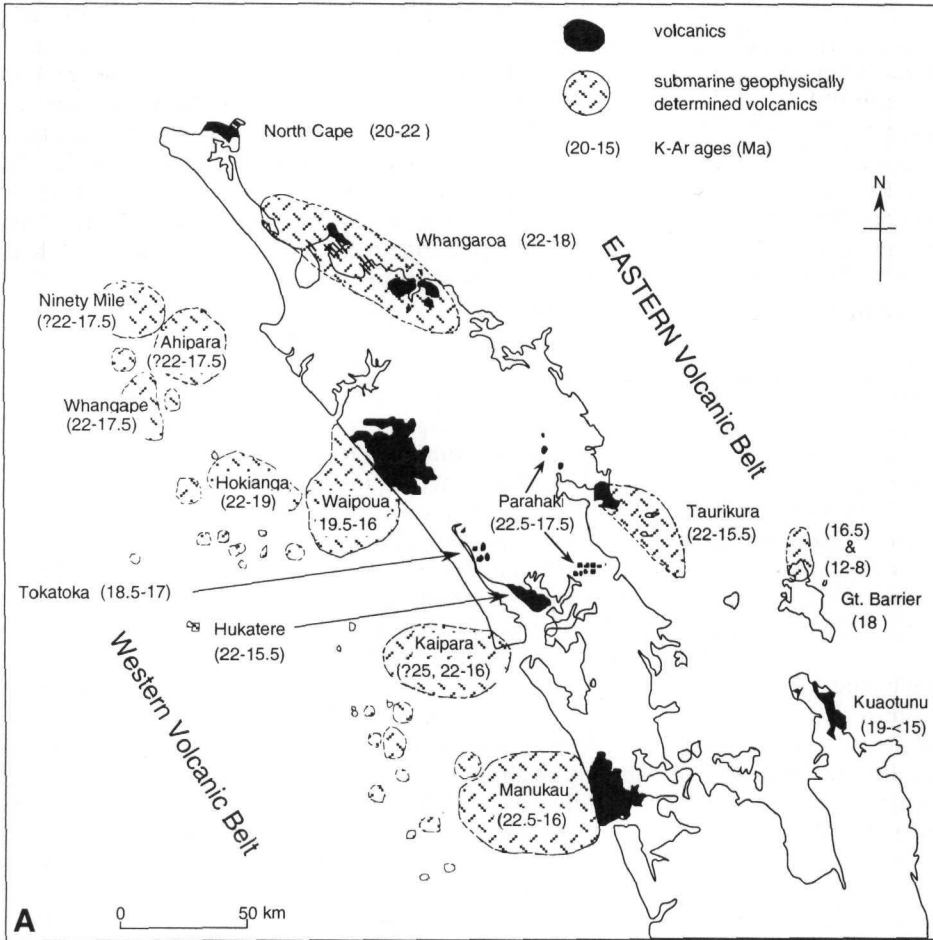 volcanics
submarine geophysically
determined volcanics
(20-15) K-Ar ages (Ma)
N
North Cape (20-22 )
Whangaroa (22-18)
EASTERN Volcanic Belt
Ninety Mile
(?22-17.5)
Ahipara
(?22-17.5)
Whangape
(22-17.5)
Hokianga
(22-19)
Waipoua
19.5-16
Parahaki
(22.5-17.5)
Taurikura
(22-15.5)
(16.5)
&
(12-8)
Gt. Barrier
(18 )
Tokatoka (18.5-17)
Hukatere
(22-15.5)
Kaipara
(?25, 22-16)
Kuaotunu
(19-<15)
Western Volcanic Belt
Manukau
(22.5-16)
A
0 50 km